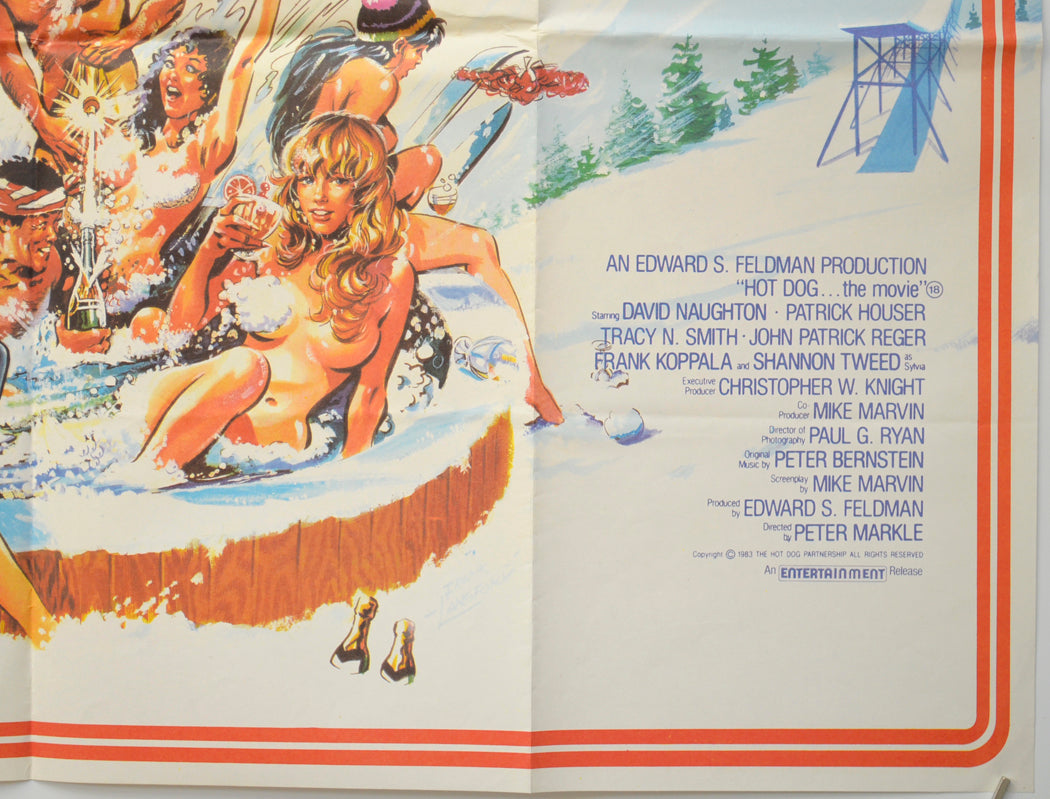 AN EDWARD S. FELDMAN PRODUCTION
"HOT DOG...the movie" 18
Starring DAVID NAUGHTON · PATRICK HOUSER
TRACY N. SMITH · JOHN PATRICK REGER
FRANK KOPPALA and SHANNON TWEED as Sylvia
Executive Producer CHRISTOPHER W. KNIGHT
Co-Producer MIKE MARVIN
Director of Photography PAUL G. RYAN
Original Music by PETER BERNSTEIN
Screenplay by MIKE MARVIN
Produced by EDWARD S. FELDMAN
Directed by PETER MARKLE
Copyright © 1983 THE HOT DOG PARTNERSHIP ALL RIGHTS RESERVED
An ENTERTAINMENT Release